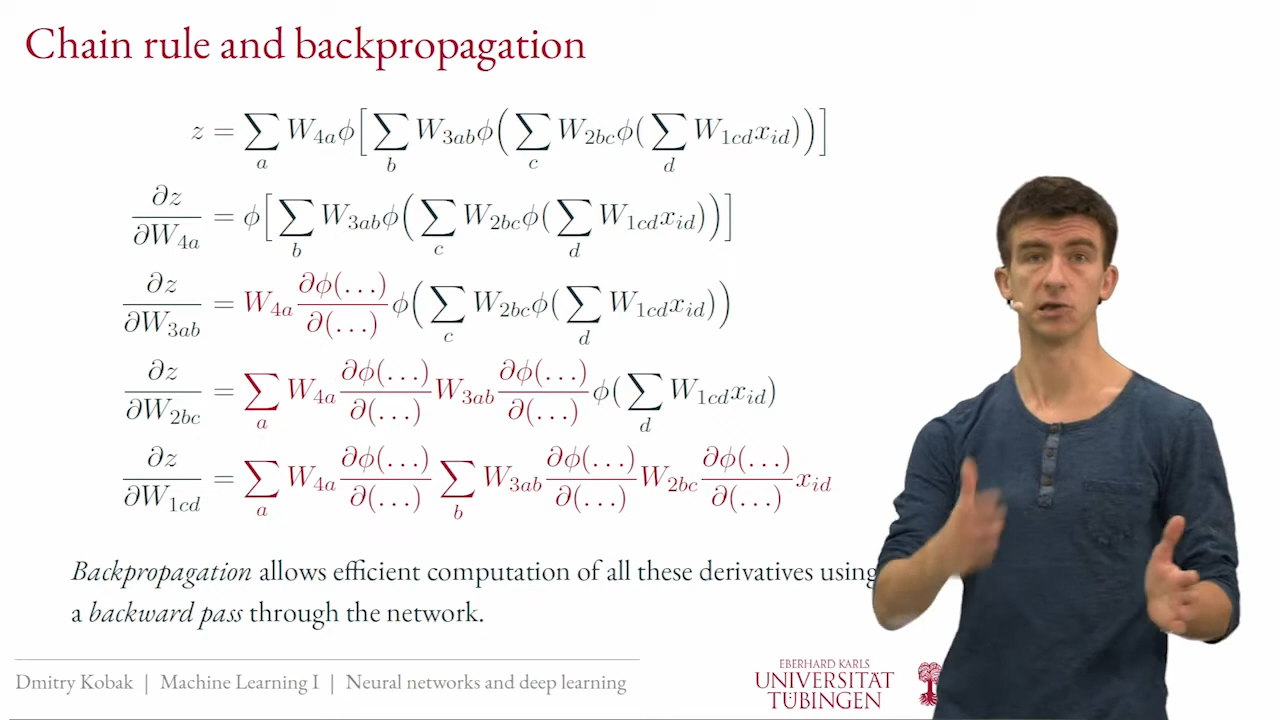 Chain rule and backpropagation
z = ∑_a W_{4a}ϕ[∑_b W_{3ab}ϕ(∑_c W_{2bc}ϕ(∑_d W_{1cd}x_{id}))]
∂z/∂W_{4a} = ϕ[∑_b W_{3ab}ϕ(∑_c W_{2bc}ϕ(∑_d W_{1cd}x_{id}))]
∂z/∂W_{3ab} = W_{4a} ∂ϕ(...)/∂(...) ϕ(∑_c W_{2bc}ϕ(∑_d W_{1cd}x_{id}))
∂z/∂W_{2bc} = ∑_a W_{4a} ∂ϕ(...)/∂(...) W_{3ab} ∂ϕ(...)/∂(...) ϕ(∑_d W_{1cd}x_{id})
∂z/∂W_{1cd} = ∑_a W_{4a} ∂ϕ(...)/∂(...) ∑_b W_{3ab} ∂ϕ(...)/∂(...) W_{2bc} ∂ϕ(...)/∂(...) x_{id}
Backpropagation allows efficient computation of all these derivatives using
a backward pass through the network.
Dmitry Kobak | Machine Learning I | Neural networks and deep learning
EBERHARD KARLS
UNIVERSITÄT
TÜBINGEN